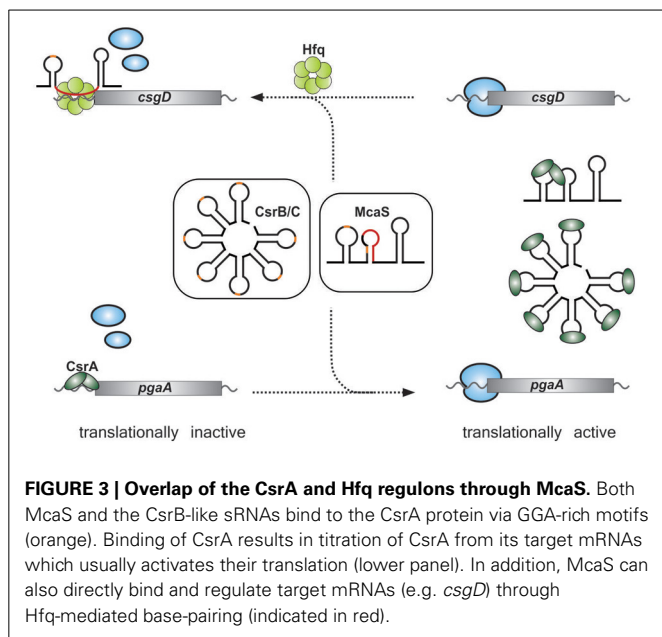 Hfq
csgD
csgD
CsrB/C
McaS
CsrA
pgaA
pgaA
translationally inactive
translationally active
FIGURE 3 | Overlap of the CsrA and Hfq regulons through McaS. Both
McaS and the CsrB-like sRNAs bind to the CsrA protein via GGA-rich motifs
(orange). Binding of CsrA results in titration of CsrA from its target mRNAs
which usually activates their translation (lower panel). In addition, McaS can
also directly bind and regulate target mRNAs (e.g. csgD) through
Hfq-mediated base-pairing (indicated in red).